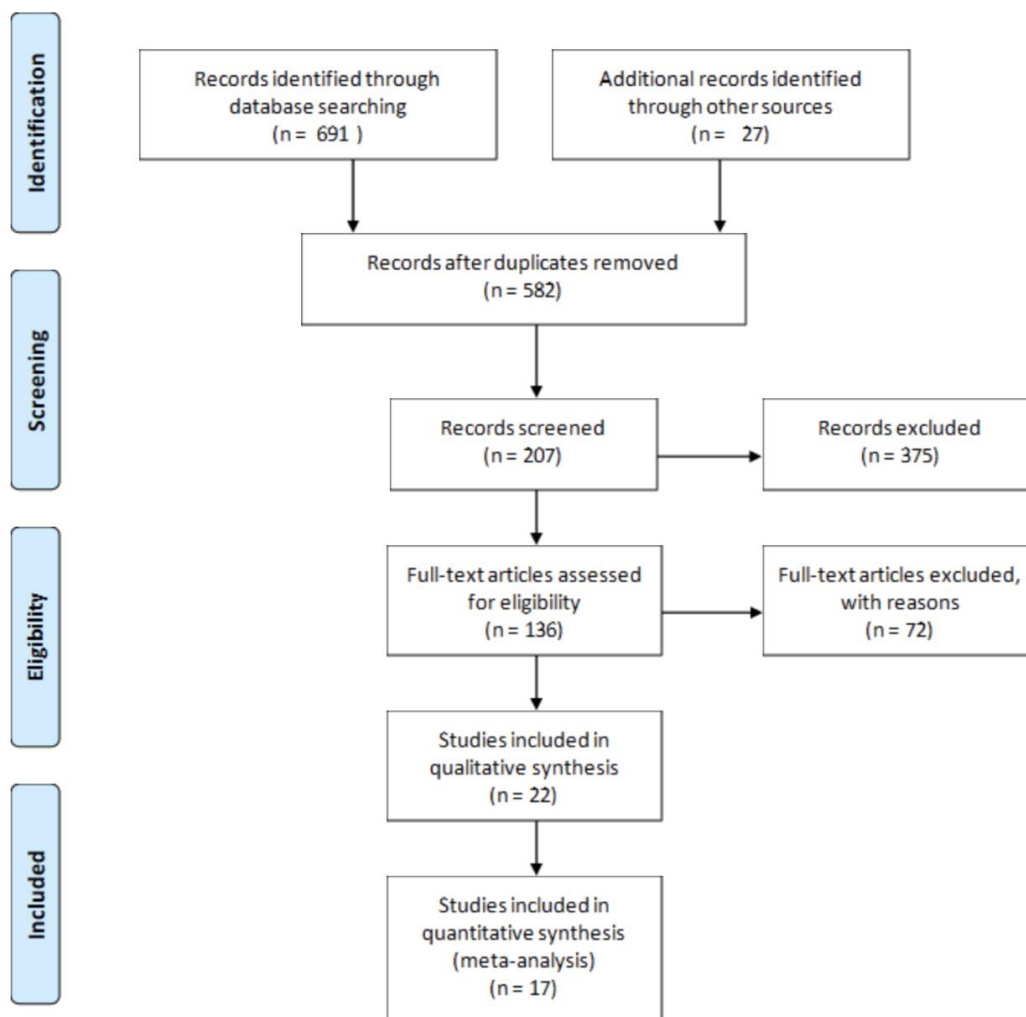 Identification
Records identified through
database searching
(n = 691 )
Additional records identified
through other sources
(n = 27)
Records after duplicates removed
(n = 582)
Screening
Records screened
(n = 207)
Records excluded
(n = 375)
Eligibility
Full-text articles assessed
for eligibility
(n = 136)
Full-text articles excluded,
with reasons
(n = 72)
Studies included in
qualitative synthesis
(n = 22)
Included
Studies included in
quantitative synthesis
(meta-analysis)
(n = 17)